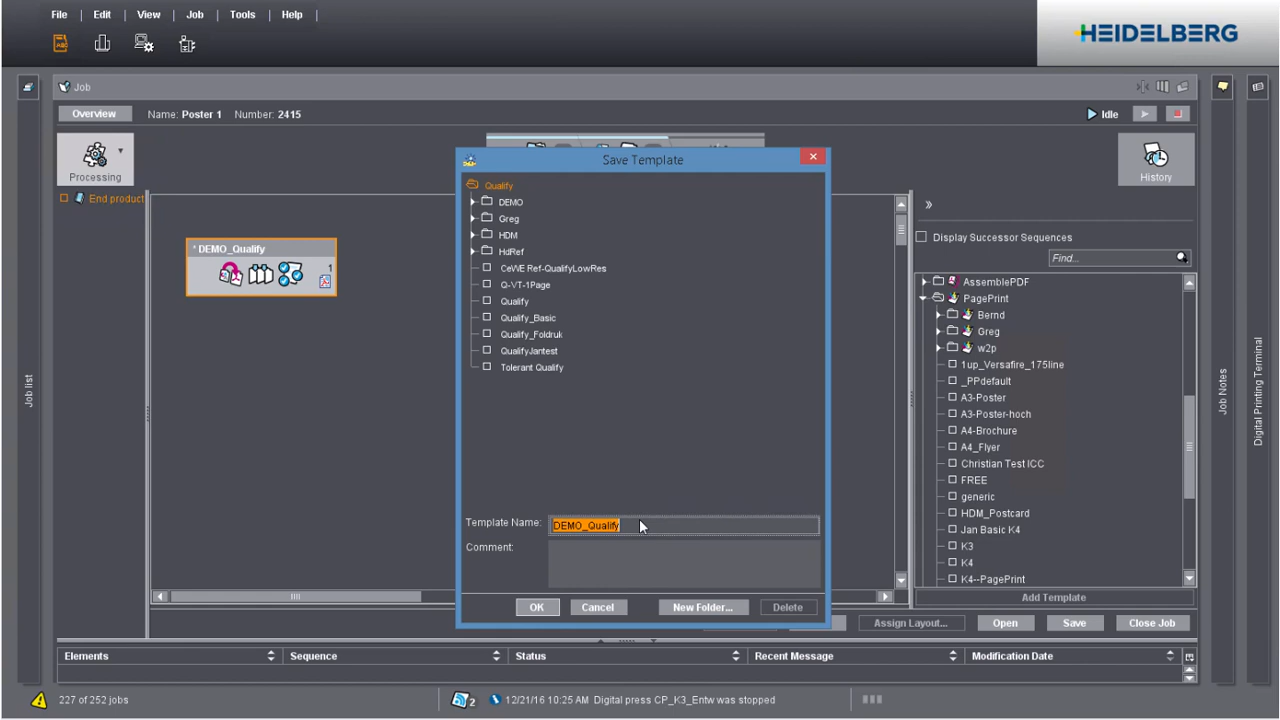 File Edit View Job Tools Help
HEIDELBERG
Job
Overview Name: Poster 1 Number: 2415 Idle
Processing
History
End product
* DEMO_Qualify
1
Save Template
Qualify
DEMO
Greg
HDM
HdRef
CeWE Ref-QualifyLowRes
Q-VT-1Page
Qualify
Qualify_Basic
Qualify_Foldruk
QualifyJantest
Tolerant Qualify
Template Name: DEMO_Qualify
Comment:
OK Cancel New Folder... Delete
Display Successor Sequences
Find...
AssemblePDF
PagePrint
Bernd
Greg
w2p
1up_Versafire_175line
_PPdefault
A3-Poster
A3-Poster-hoch
A4-Brochure
A4_Flyer
Christian Test ICC
FREE
generic
HDM_Postcard
Jan Basic K4
K3
K4
K4--PagePrint
Add Template
Assign Layout... Open Save Close Job
Job list
Job Notes
Digital Printing Terminal
Elements Sequence Status Recent Message Modification Date
227 of 252 jobs 2 12/21/16 10:25 AM Digital press CP_K3_Entw was stopped